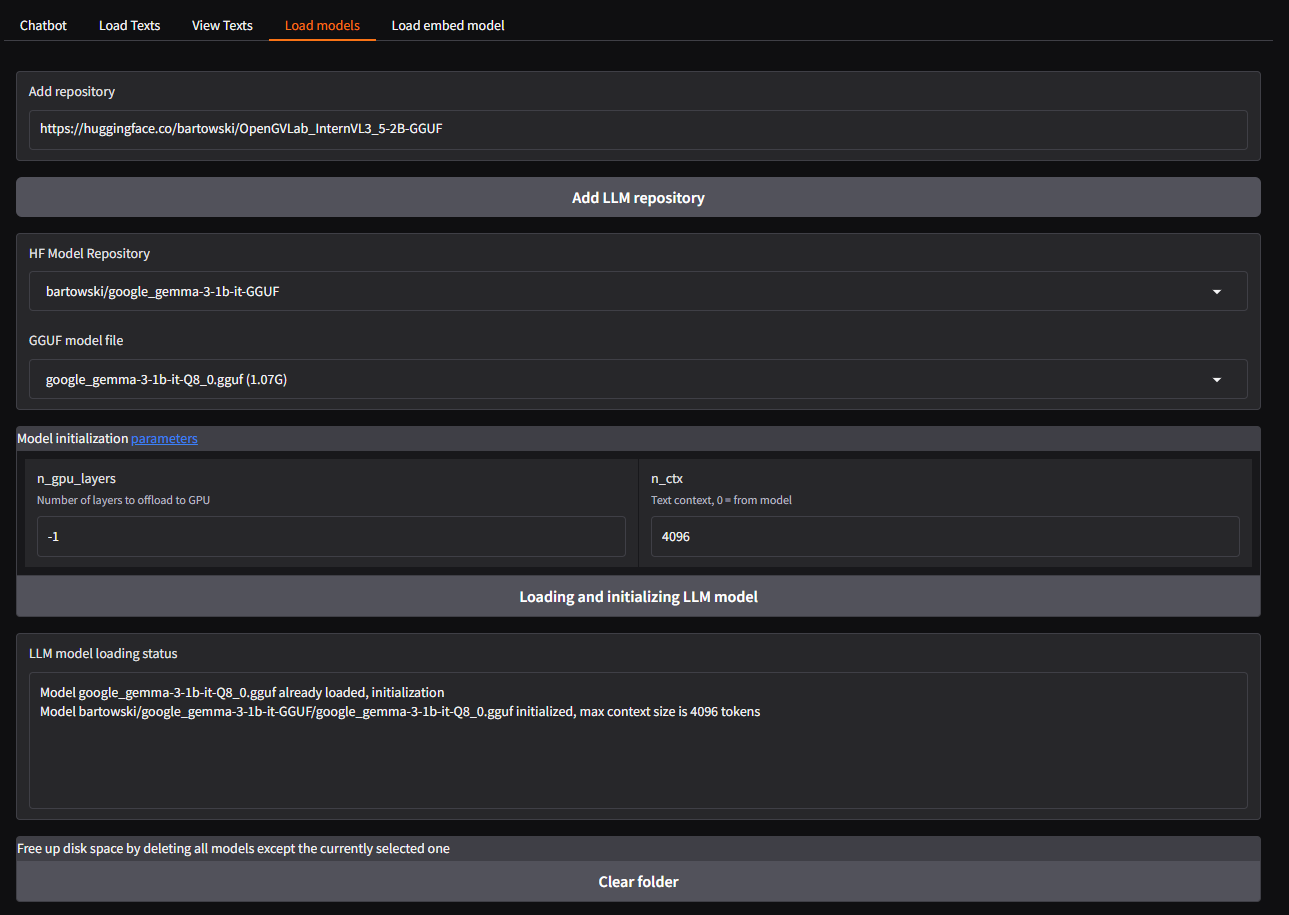 Chatbot Load Texts View Texts Load models Load embed model
Add repository
https://huggingface.co/bartowski/OpenGVLab_InternVL3_5-2B-GGUF
Add LLM repository
HF Model Repository
bartowski/google_gemma-3-1b-it-GGUF
GGUF model file
google_gemma-3-1b-it-Q8_0.gguf (1.07G)
Model initialization parameters
n_gpu_layers
Number of layers to offload to GPU
-1
n_ctx
Text context, 0 = from model
4096
Loading and initializing LLM model
LLM model loading status
Model google_gemma-3-1b-it-Q8_0.gguf already loaded, initialization
Model bartowski/google_gemma-3-1b-it-GGUF/google_gemma-3-1b-it-Q8_0.gguf initialized, max context size is 4096 tokens
Free up disk space by deleting all models except the currently selected one
Clear folder